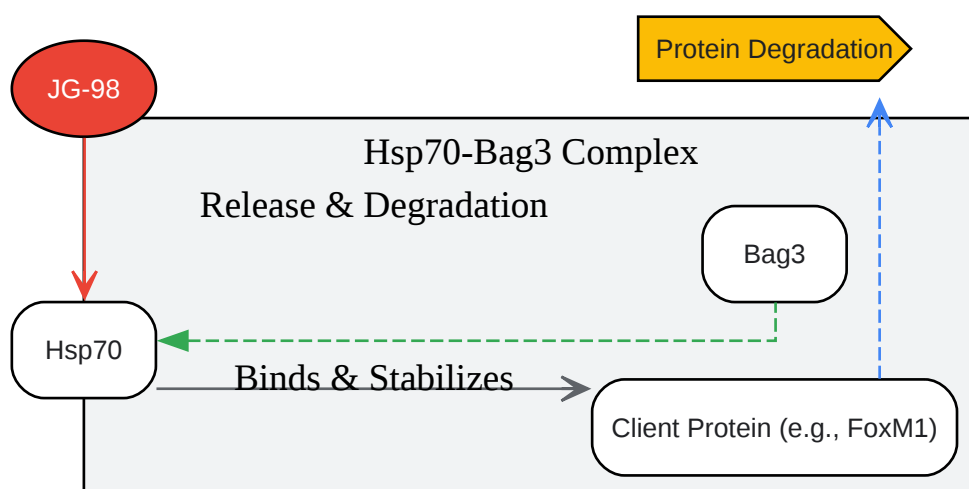 Protein Degradation
JG-98
Hsp70-Bag3 Complex
Release & Degradation
Bag3
Hsp70
Binds & Stabilizes
Client Protein (e.g., FoxM1)